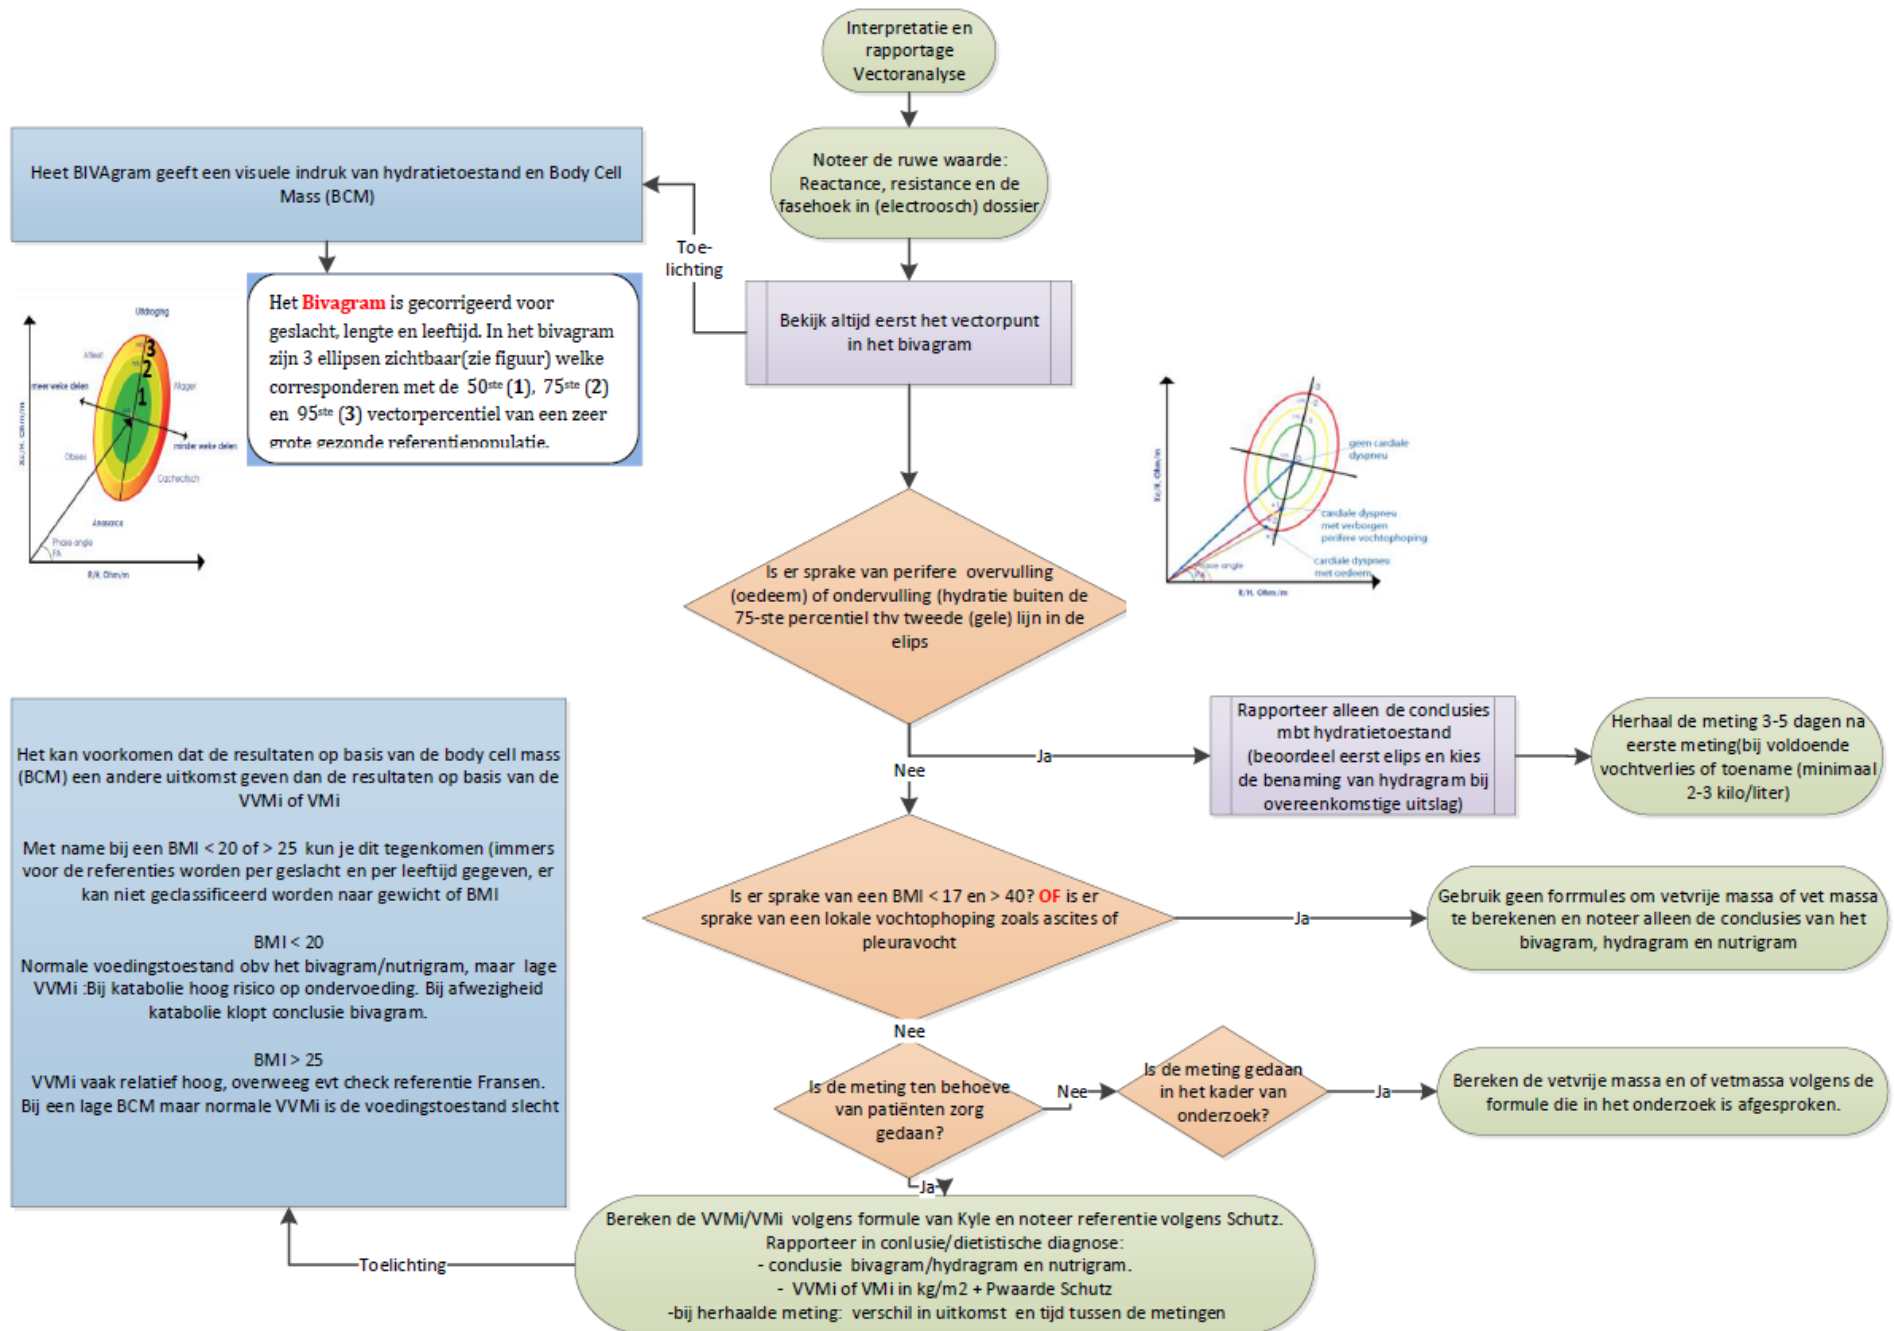 Interpretatie en
rapportage
Vectoranalyse
Noteer de ruwe waarde:
Reactance, resistance en de
fasehoek in (electroosch) dossier
Heet BIVAgram geeft een visuele indruk van hydratietoestand en Body Cell
Mass (BCM)
Toe-
lichting
Bekijk altijd eerst het vectorpunt
in het bivagram
Het Bivagram is gecorrigeerd voor
geslacht, lengte en leeftijd. In het bivagram
zijn 3 ellipsen zichtbaar(zie figuur) welke
corresponderen met de 50ste (1), 75ste (2)
en 95ste (3) vectorpercentiel van een zeer
grote gezonde referentiepopulatie.
Uitdroging
Atleet
3
2
1
Mager
meer weke delen
minder weke delen
Obees
Cachectisch
Anasarca
Phase angle
FA
Xc/H, Ohm/m
R/H, Ohm/m
-3
-2
-1
geen cardiale
dyspneu
cardiale dyspneu
met verborgen
perifere vochtophoping
cardiale dyspneu
met oedeem
Xc/H, Ohm/m
R/H, Ohm/m
Is er sprake van perifere overvulling
(oedeem) of ondervulling (hydratie buiten de
75-ste percentiel thv tweede (gele) lijn in de
elips
Ja
Nee
Rapporteer alleen de conclusies
mbt hydratietoestand
(beoordeel eerst elips en kies
de benaming van hydragram bij
overeenkomstige uitslag)
Herhaal de meting 3-5 dagen na
eerste meting(bij voldoende
vochtverlies of toename (minimaal
2-3 kilo/liter)
Het kan voorkomen dat de resultaten op basis van de body cell mass
(BCM) een andere uitkomst geven dan de resultaten op basis van de
VVMi of VMi
Met name bij een BMI < 20 of > 25 kun je dit tegenkomen (immers
voor de referenties worden per geslacht en per leeftijd gegeven, er
kan niet geclassificeerd worden naar gewicht of BMI
BMI < 20
Normale voedingstoestand obv het bivagram/nutrigram, maar lage
VVMi :Bij katabolie hoog risico op ondervoeding. Bij afwezigheid
katabolie klopt conclusie bivagram.
BMI > 25
VVMi vaak relatief hoog, overweeg evt check referentie Fransen.
Bij een lage BCM maar normale VVMi is de voedingstoestand slecht
Is er sprake van een BMI < 17 en > 40? OF is er
sprake van een lokale vochtophoping zoals ascites of
pleuravocht
Ja
Nee
Gebruik geen forrmules om vetvrije massa of vet massa
te berekenen en noteer alleen de conclusies van het
bivagram, hydragram en nutrigram
Is de meting ten behoeve
van patiënten zorg
gedaan?
Nee
Is de meting gedaan
in het kader van
onderzoek?
Ja
Bereken de vetvrije massa en of vetmassa volgens de
formule die in het onderzoek is afgesproken.
Ja
Bereken de VVMi/VMi volgens formule van Kyle en noteer referentie volgens Schutz.
Rapporteer in conlusie/dietistische diagnose:
- conclusie bivagram/hydragram en nutrigram.
- VVMi of VMi in kg/m2 + Pwaarde Schutz
-bij herhaalde meting: verschil in uitkomst en tijd tussen de metingen
Toelichting